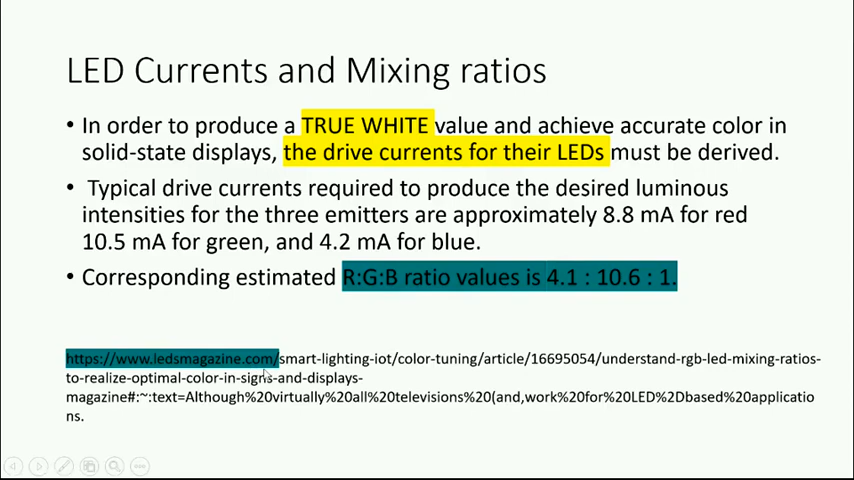 LED Currents and Mixing ratios
• In order to produce a TRUE WHITE value and achieve accurate color in
solid-state displays, the drive currents for their LEDs must be derived.
• Typical drive currents required to produce the desired luminous
intensities for the three emitters are approximately 8.8 mA for red
10.5 mA for green, and 4.2 mA for blue.
• Corresponding estimated R:G:B ratio values is 4.1 : 10.6 : 1.
https://www.ledsmagazine.com/smart-lighting-iot/color-tuning/article/16695054/understand-rgb-led-mixing-ratios-
to-realize-optimal-color-in-signs-and-displays-
magazine#:~:text=Although%20virtually%20all%20televisions%20(and,work%20for%20LED%2Dbased%20applicatio
ns.